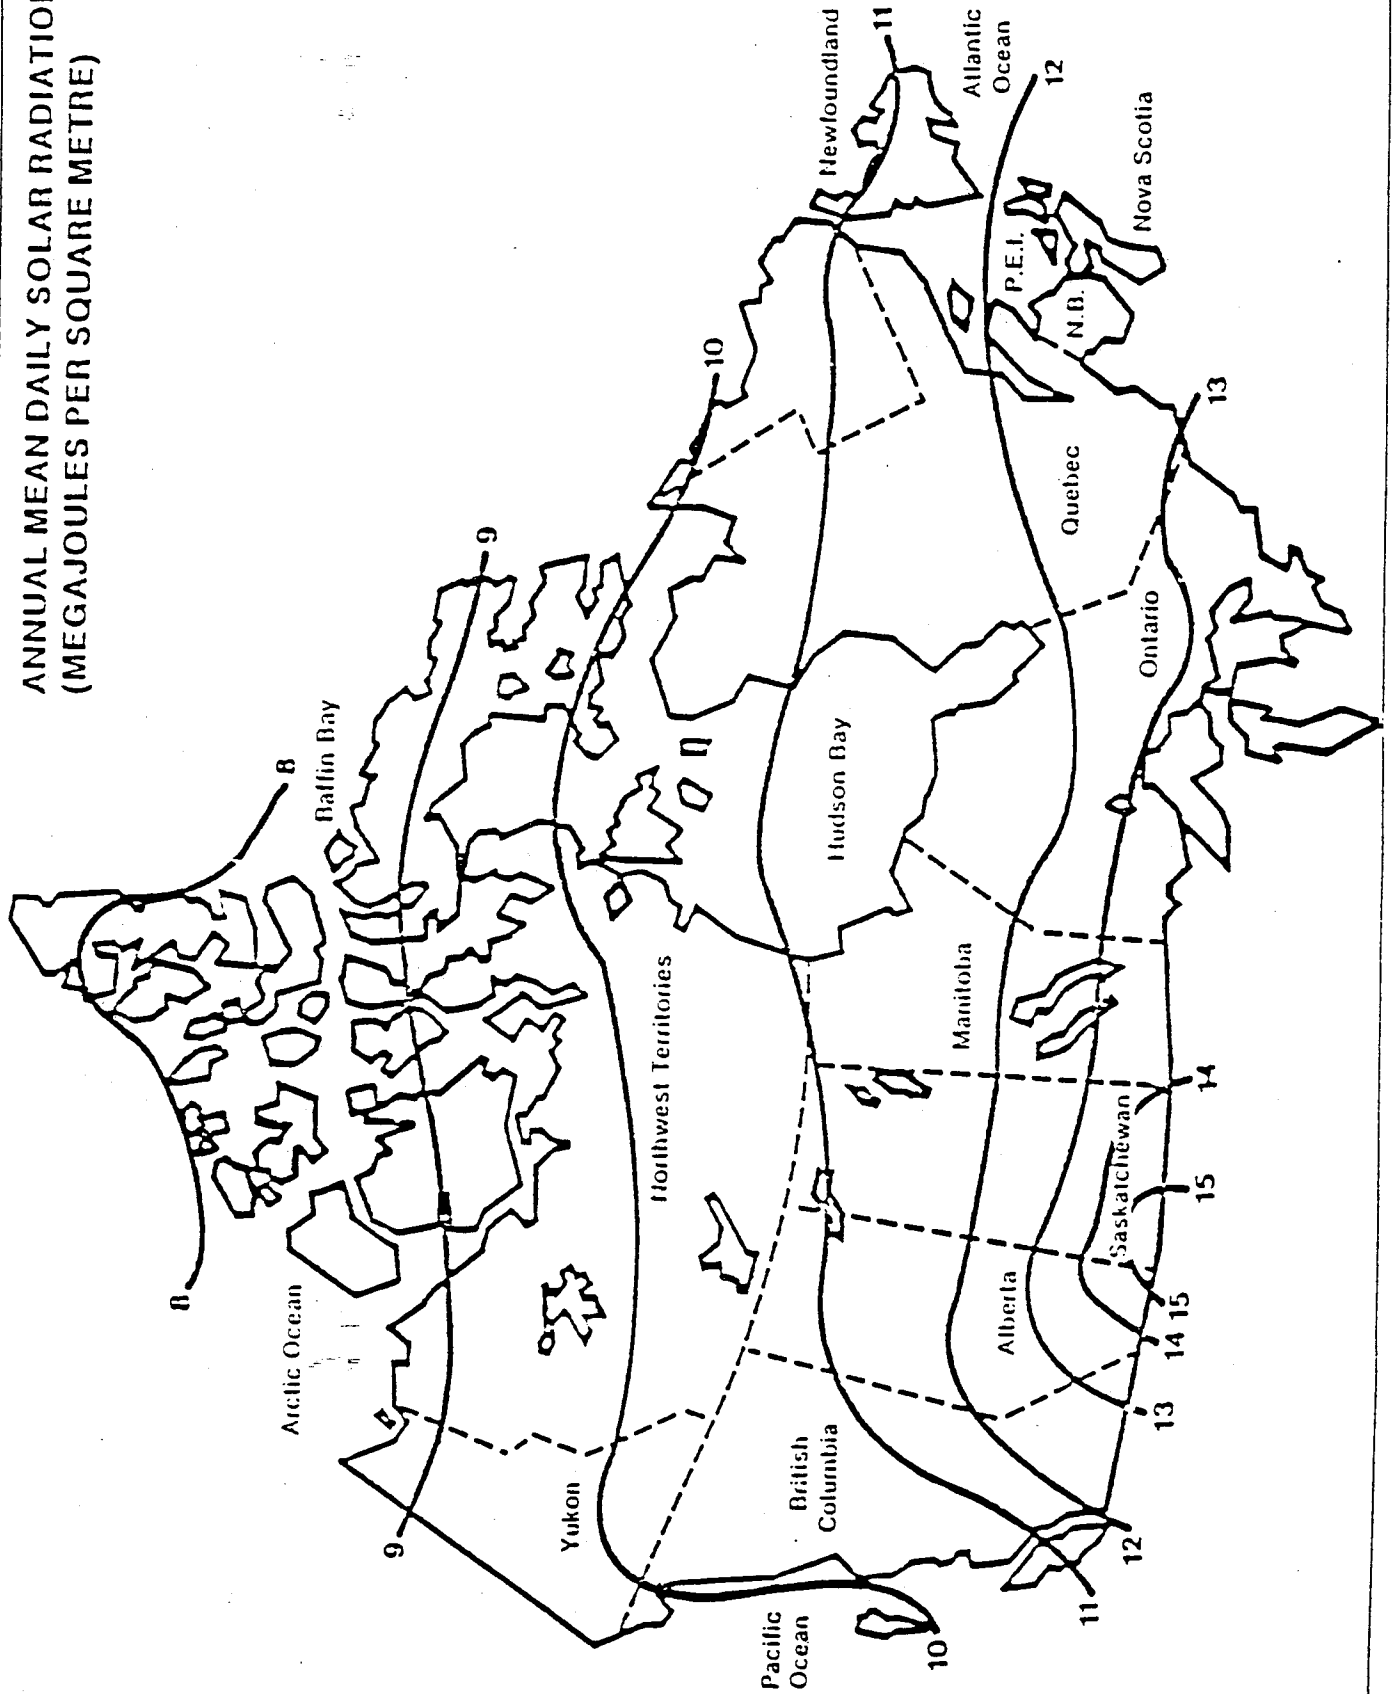 ANNUAL MEAN DAILY SOLAR RADIATION
(MEGAJOULES PER SQUARE METRE)
8
8
Baffin Bay
Arctic Ocean
9
9
10
Yukon
Northwest Territories
Hudson Bay
Newfoundland
11
Atlantic
Ocean
12
Pacific
Ocean
British
Columbia
Alberta
Saskatchewan
Manitoba
Ontario
Quebec
P.E.I.
N.B.
Nova Scotia
10
11
12
13
14
15
15
14
13